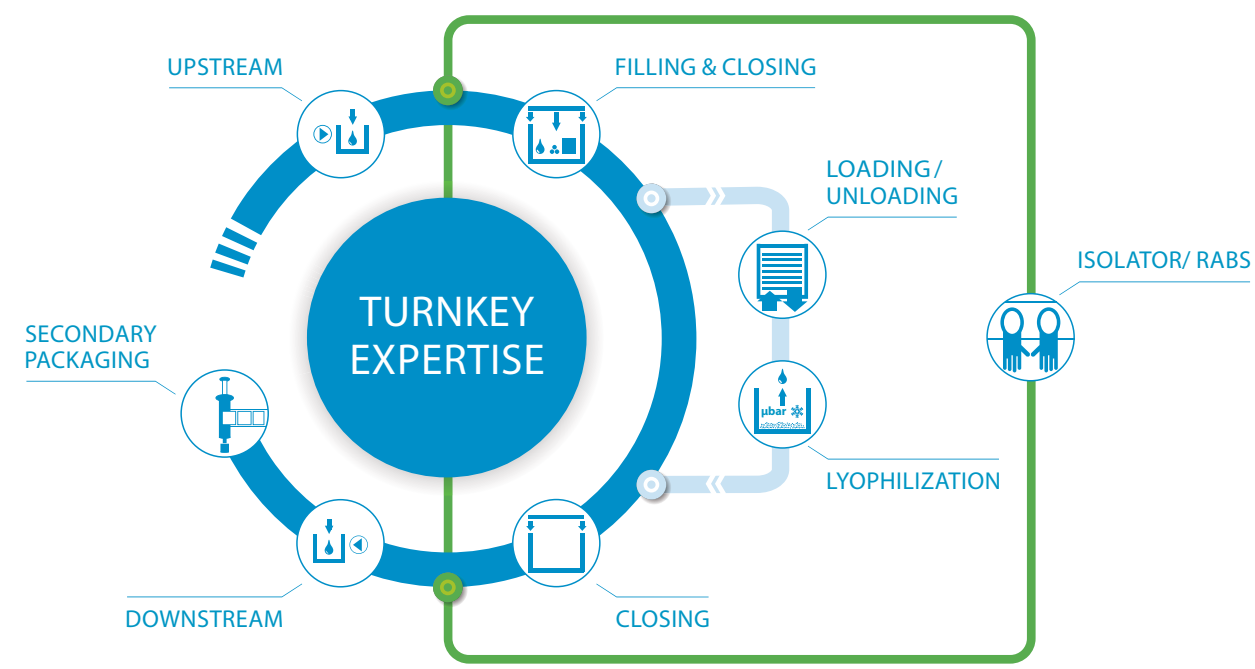 UPSTREAM
FILLING & CLOSING
LOADING /
UNLOADING
ISOLATOR/ RABS
TURNKEY
EXPERTISE
SECONDARY
PACKAGING
µbar
LYOPHILIZATION
DOWNSTREAM
CLOSING